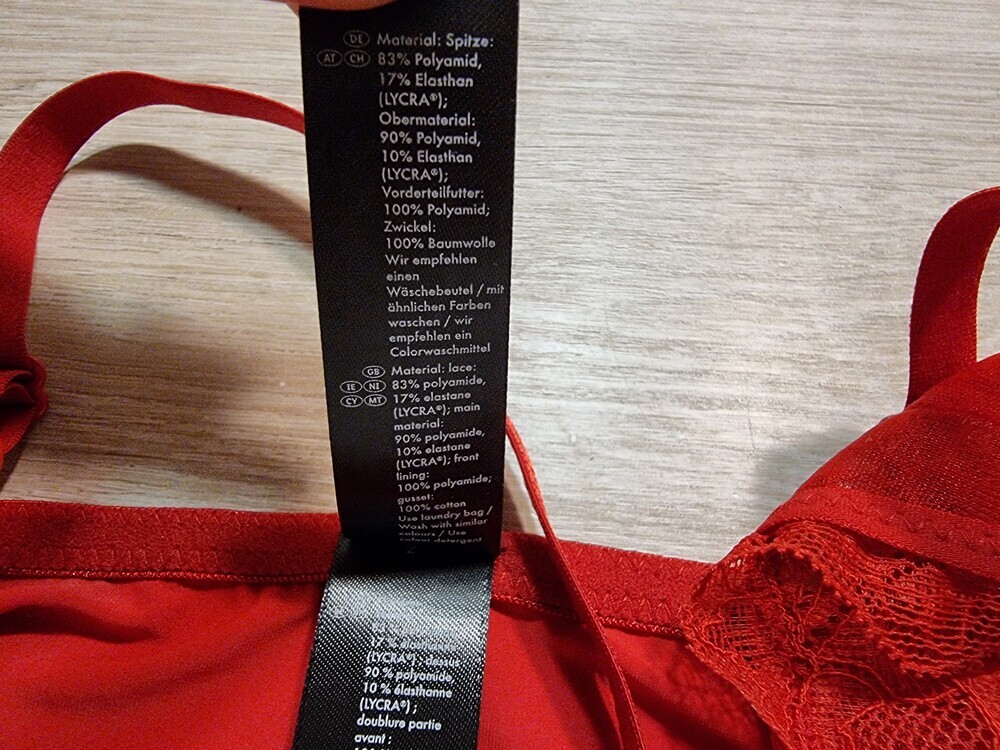 DE Material: Spitze:
AT CH 83% Polyamid,
17% Elasthan
(LYCRA®);
Obermaterial:
90% Polyamid,
10% Elasthan
(LYCRA®);
Vorderteilfutter:
100% Polyamid;
Zwickel:
100% Baumwolle
Wir empfehlen
einen
Wäschebeutel / mit
ähnlichen Farben
waschen / wir
empfehlen ein
Colorwaschmittel
GB Material: lace:
IE NI 83% polyamide,
CY MT 17% elastane
(LYCRA®); main
material:
90% polyamide,
10% elastane
(LYCRA®); front
lining:
100% polyamide;
gusset:
100% cotton
Use laundry bag /
Wash with similar
colours / Use
colour detergent
17 %
(LYCRA®) ; dessus
90 % polyamide,
10 % élasthanne
(LYCRA®) ;
doublure partie
avant :